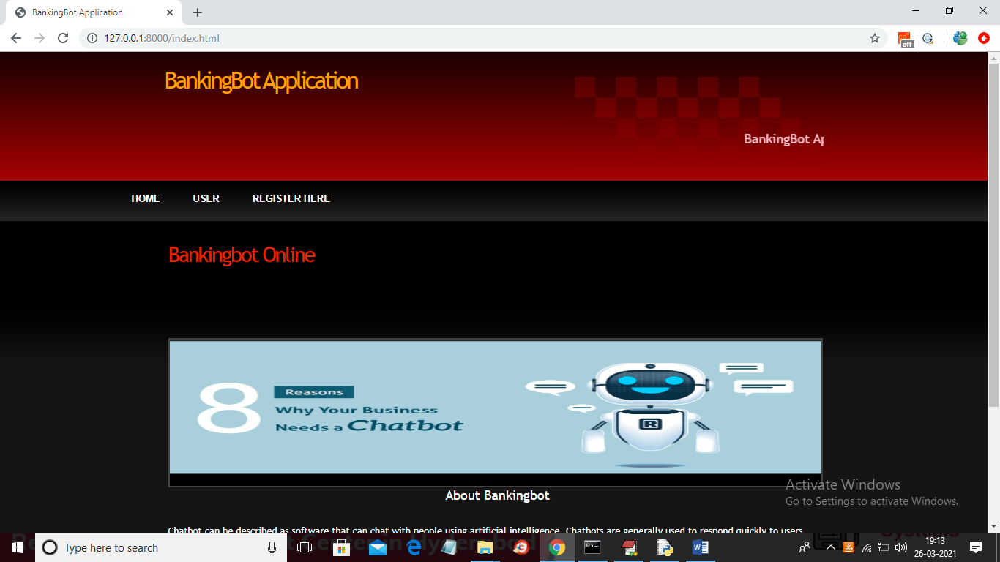 BankingBot Application
127.0.0.1:8000/index.html
off
BankingBot Application
BankingBot Ap
HOME USER REGISTER HERE
Bankingbot Online
8 Reasons
Why Your Business
Needs a Chatbot
R
About Bankingbot
Activate Windows
Go to Settings to activate Windows.
Chatbot can be described as software that can chat with people using artificial intelligence. Chatbots are generally used to respond quickly to users
Type here to search
19:13
26-03-2021